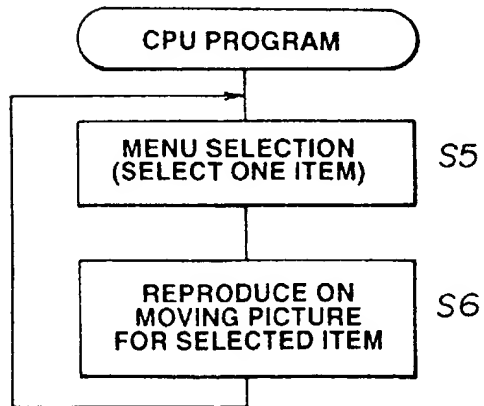 CPU PROGRAM
MENU SELECTION
(SELECT ONE ITEM)
S5
REPRODUCE ON
MOVING PICTURE
FOR SELECTED ITEM
S6